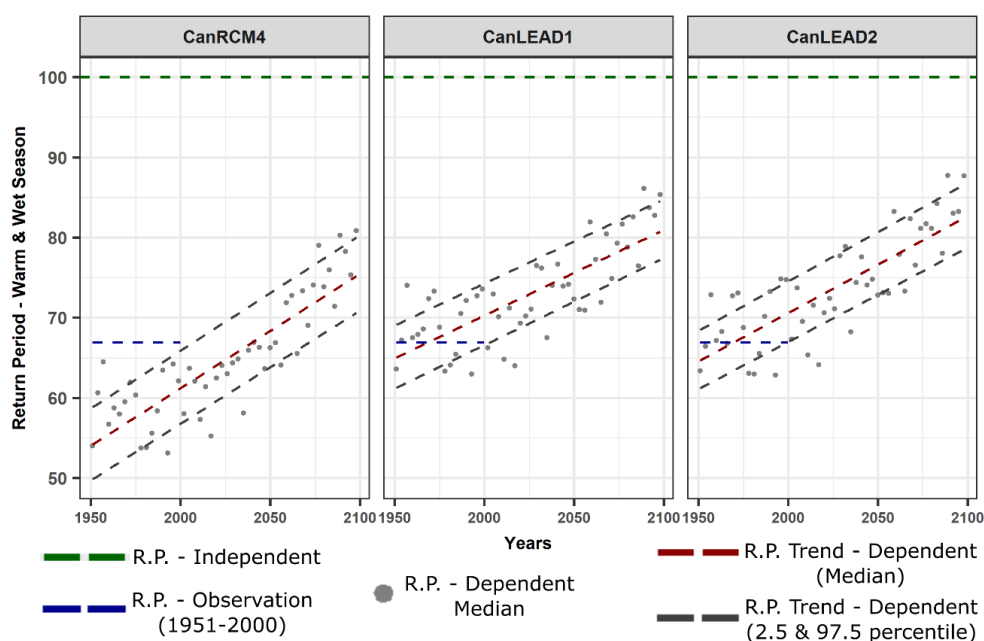 CanRCM4
CanLEAD1
CanLEAD2
Return Period - Warm & Wet Season
100
90
80
70
60
50
1950 2000 2050 2100
1950 2000 2050 2100
1950 2000 2050 2100
Years
R.P. - Independent
R.P. - Observation
(1951-2000)
R.P. - Dependent
Median
R.P. Trend - Dependent
(Median)
R.P. Trend - Dependent
(2.5 & 97.5 percentile)